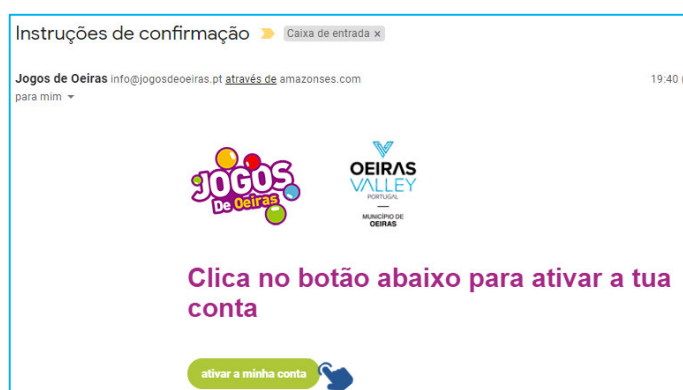 Instruções de confirmação Caixa de entrada x
Jogos de Oeiras info@jogosdeoeiras.pt através de amazonses.com 19:40
para mim
JOGOS
De Oeiras
OEIRAS
VALLEY
PORTUGAL
MUNICÍPIO DE
OEIRAS
Clica no botão abaixo para ativar a tua
conta
ativar a minha conta